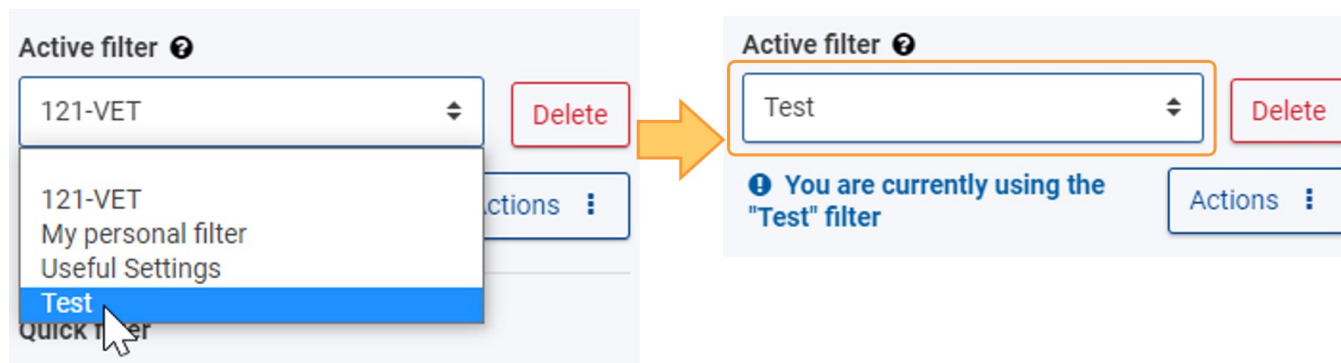 Active filter ?
121-VET
Delete
121-VET
My personal filter
Useful Settings
Test
ctions
Quick
er
Active filter ?
Test
Delete
! You are currently using the
"Test" filter
Actions